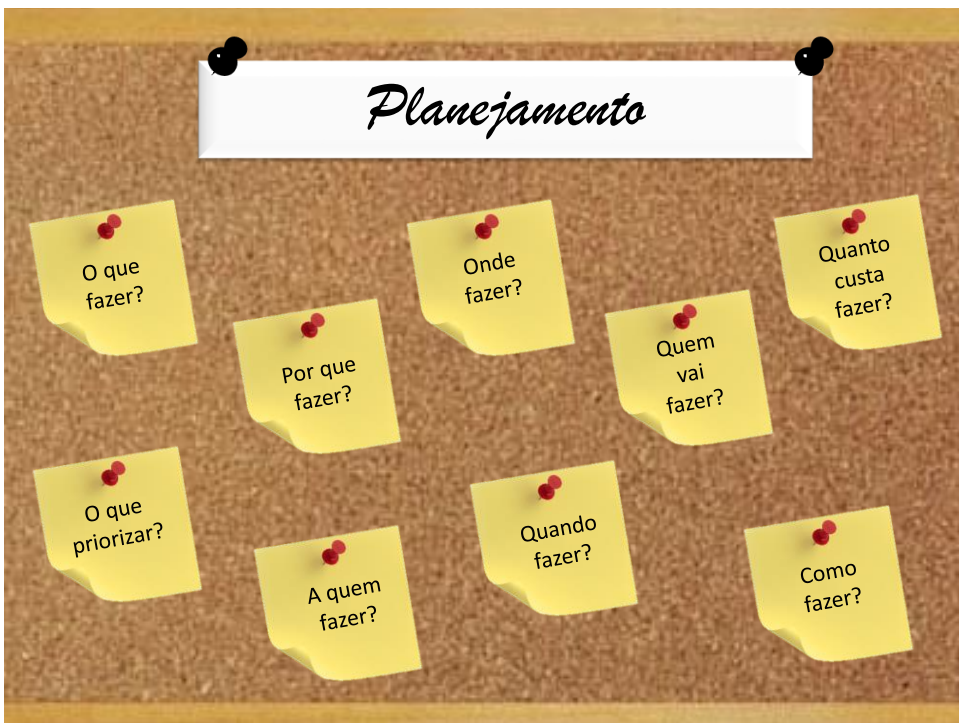 Planejamento
O que
fazer?
Por que
fazer?
Onde
fazer?
Quem
vai
fazer?
Quanto
custa
fazer?
O que
priorizar?
A quem
fazer?
Quando
fazer?
Como
fazer?